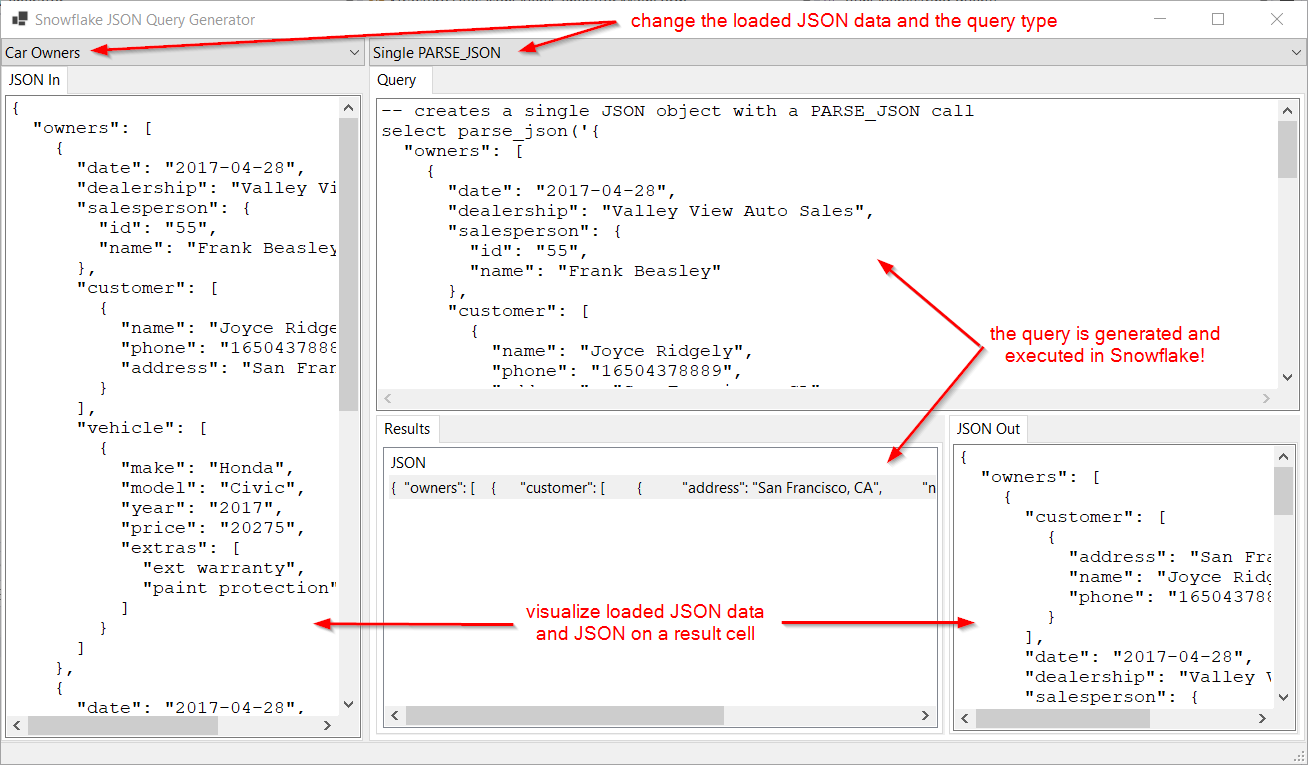 Snowflake JSON Query Generator
change the loaded JSON data and the query type
Car Owners
Single PARSE_JSON
JSON In
{
  "owners": [
    {
      "date": "2017-04-28",
      "dealership": "Valley Vi
      "salesperson": {
        "id": "55",
        "name": "Frank Beasley
      },
      "customer": [
        {
          "name": "Joyce Ridge
          "phone": "1650437888
          "address": "San Fran
        }
      ],
      "vehicle": [
        {
          "make": "Honda",
          "model": "Civic",
          "year": "2017",
          "price": "20275",
          "extras": [
            "ext warranty",
            "paint protection"
          ]
        }
      ]
    },
    {
      "date": "2017-04-28",
Query
-- creates a single JSON object with a PARSE_JSON call
select parse_json('{
  "owners": [
    {
      "date": "2017-04-28",
      "dealership": "Valley View Auto Sales",
      "salesperson": {
        "id": "55",
        "name": "Frank Beasley"
      },
      "customer": [
        {
          "name": "Joyce Ridgely",
          "phone": "16504378889",
the query is generated and
executed in Snowflake!
Results
JSON
{ "owners": [ { "customer": [ { "address": "San Francisco, CA", "n
visualize loaded JSON data
and JSON on a result cell
JSON Out
{
  "owners": [
    {
      "customer": [
        {
          "address": "San Fra
          "name": "Joyce Ridg
          "phone": "165043788
        }
      ],
      "date": "2017-04-28",
      "dealership": "Valley V
      "salesperson": {